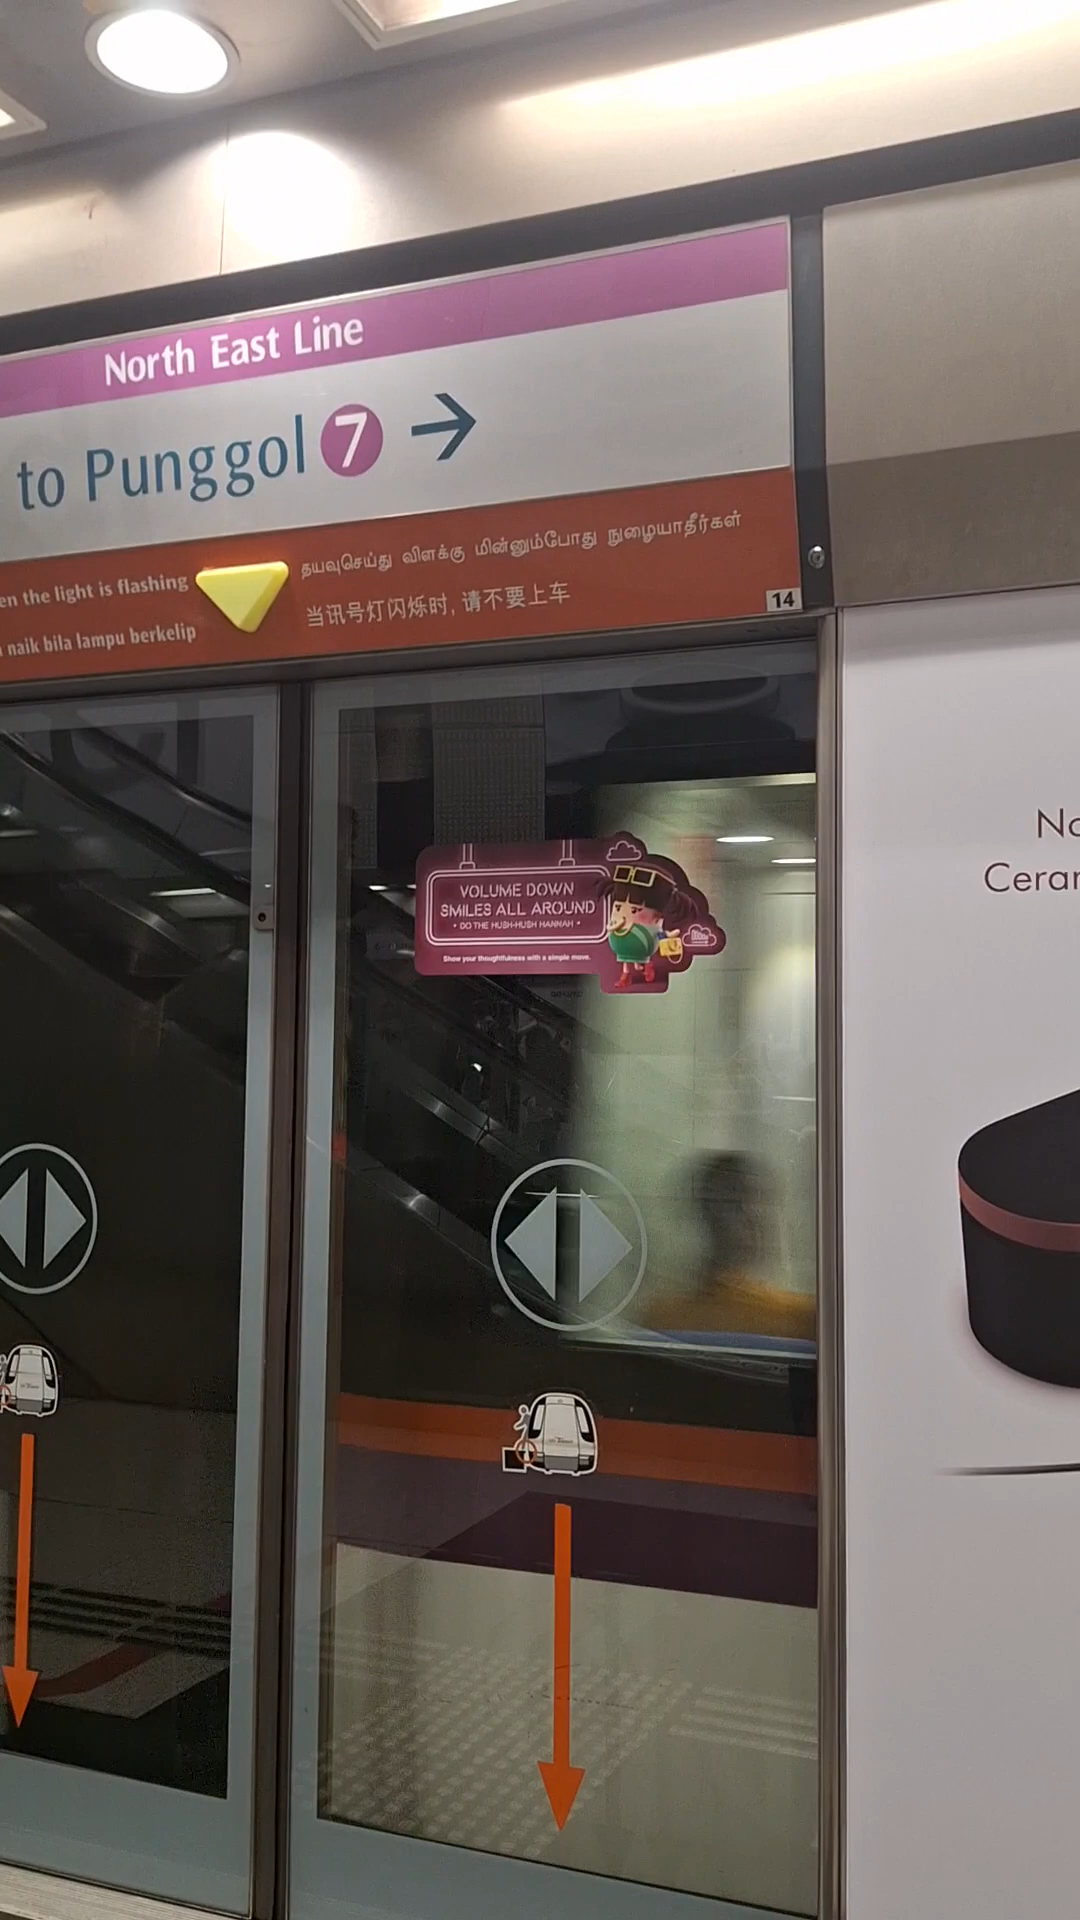 North East Line
to Punggol 7 →
en the light is flashing
naik bila lampu berkelip
தயவுசெய்து விளக்கு மின்னும்போது நுழையாதீர்கள்
当讯号灯闪烁时, 请不要上车
14
VOLUME DOWN
SMILES ALL AROUND
• DO THE HUSH-HUSH HANNAH •
Show your thoughtfulness with a simple move.